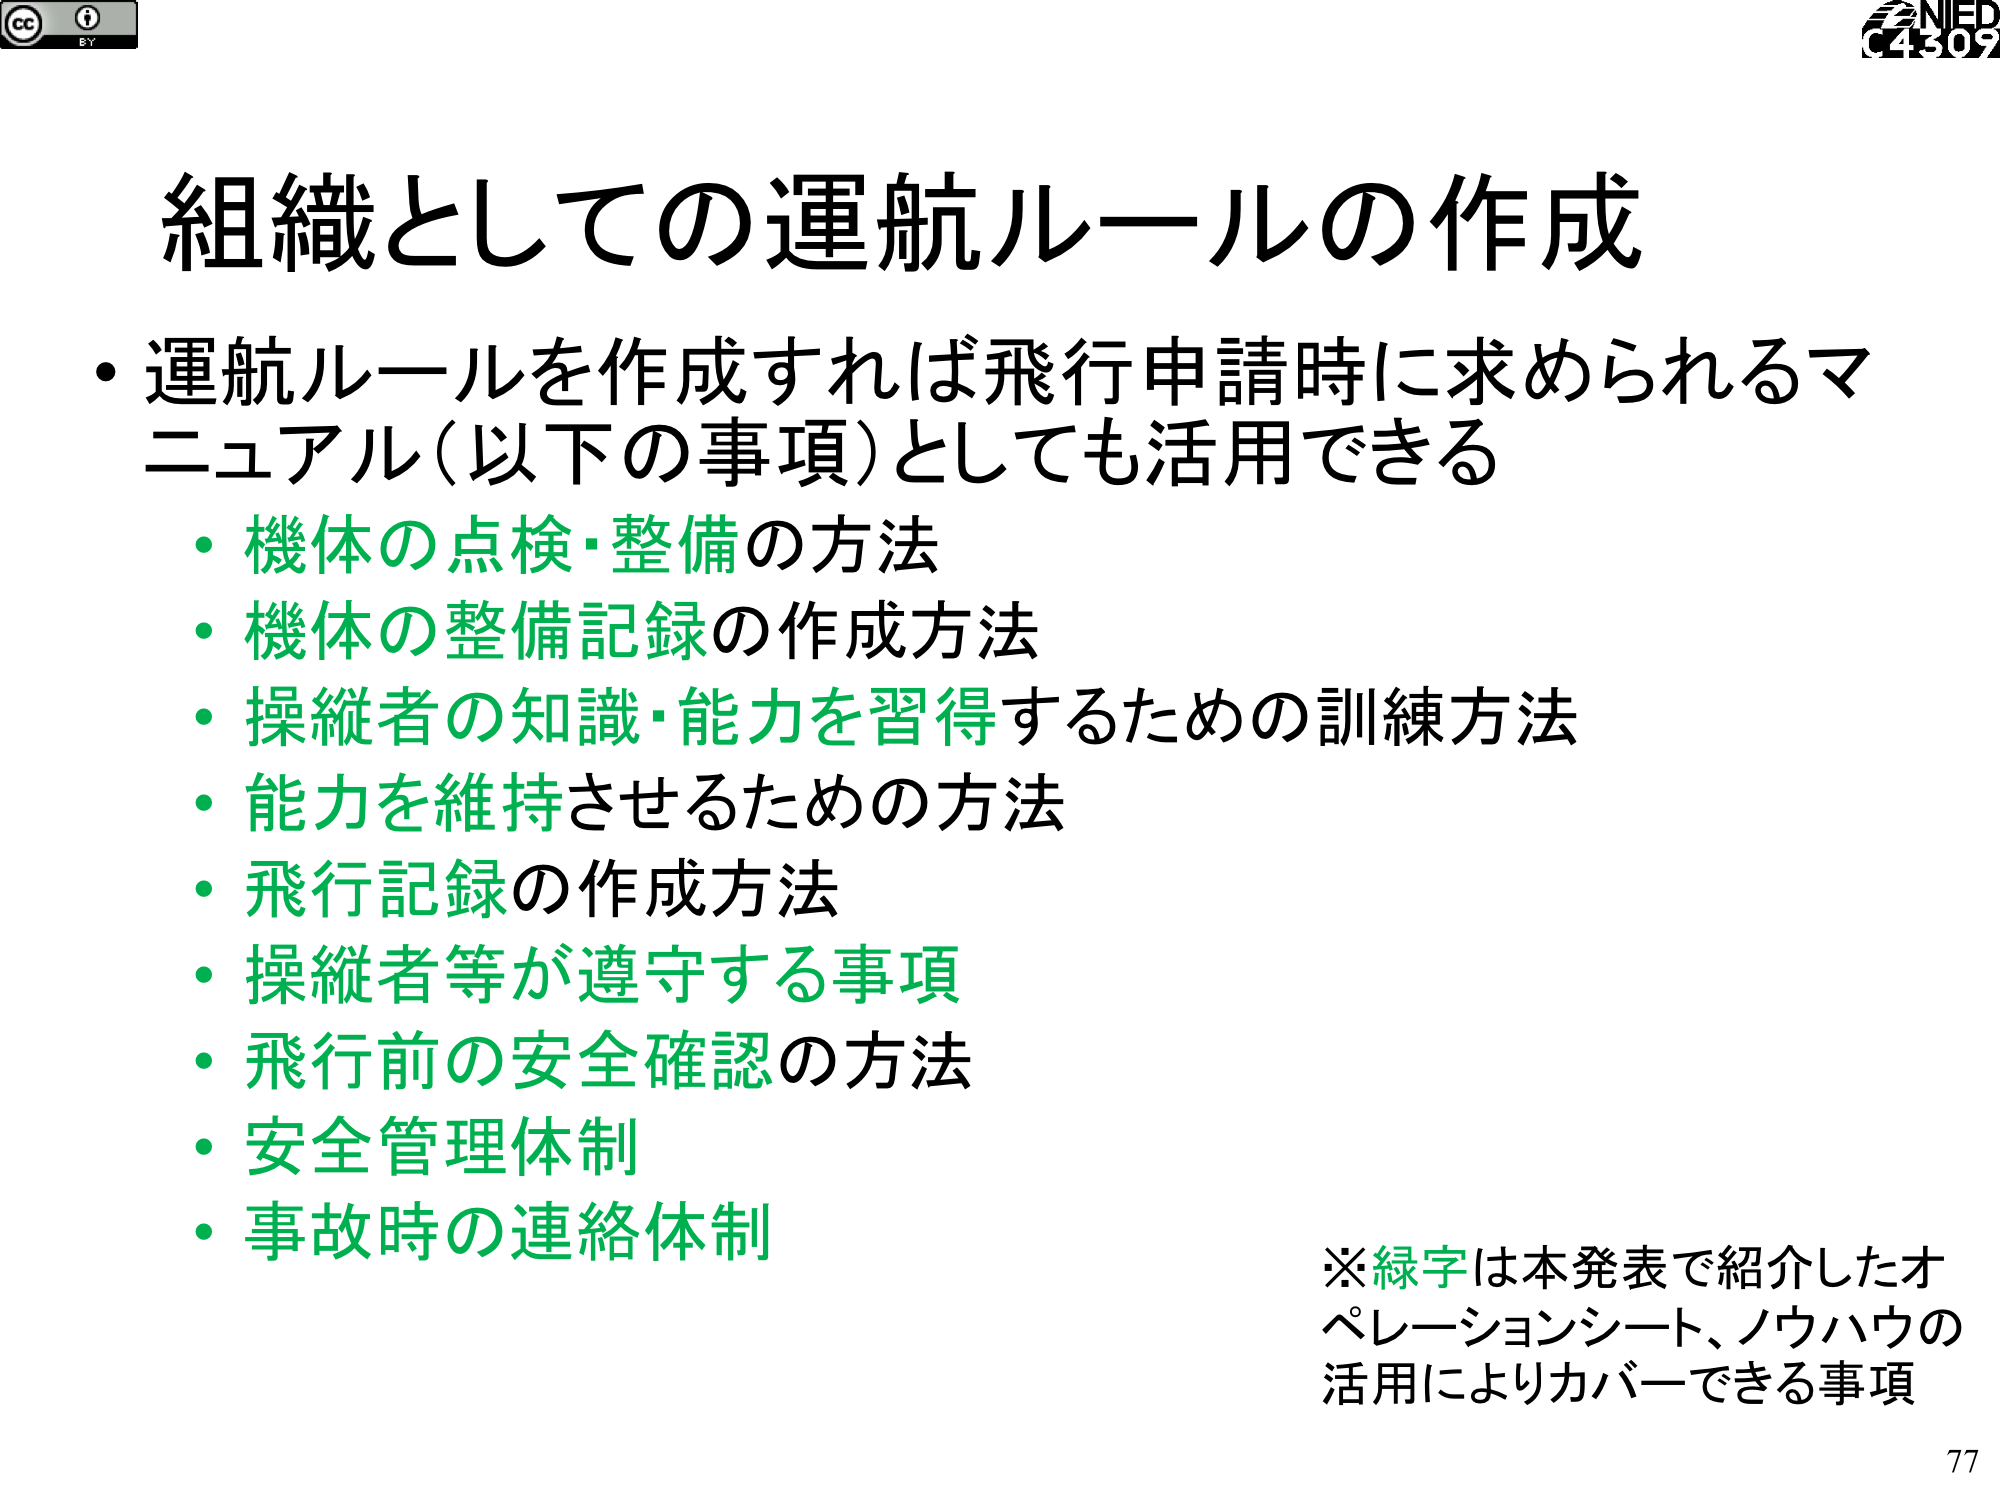 cc BY
NIED
C4309
組織としての運航ルールの作成
• 運航ルールを作成すれば飛行申請時に求められるマ
ニュアル（以下の事項）としても活用できる
• 機体の点検・整備の方法
• 機体の整備記録の作成方法
• 操縦者の知識・能力を習得するための訓練方法
• 能力を維持させるための方法
• 飛行記録の作成方法
• 操縦者等が遵守する事項
• 飛行前の安全確認の方法
• 安全管理体制
• 事故時の連絡体制
※緑字は本発表で紹介したオ
ペレーションシート、ノウハウの
活用によりカバーできる事項
77